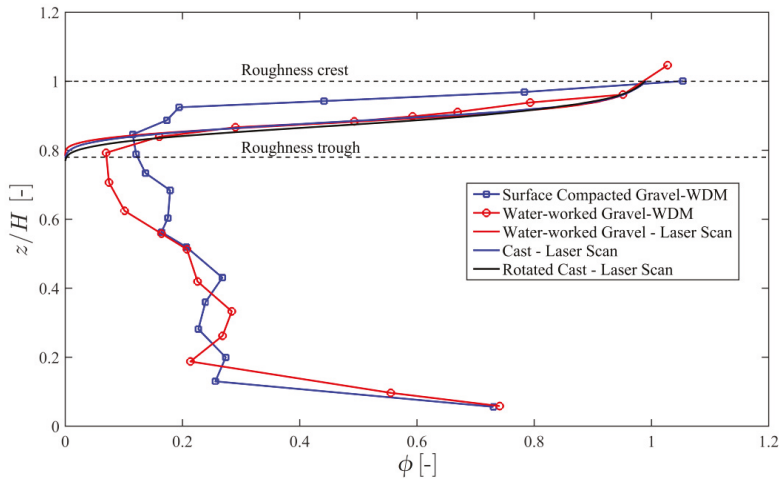 1.2
Roughness crest
1
0.8
Roughness trough
Surface Compacted Gravel-WDM
Water-worked Gravel-WDM
Water-worked Gravel - Laser Scan
Cast - Laser Scan
Rotated Cast - Laser Scan
z/H [-]
0.6
0.4
0.2
0
0 0.2 0.4 0.6 0.8 1 1.2
ϕ [-]